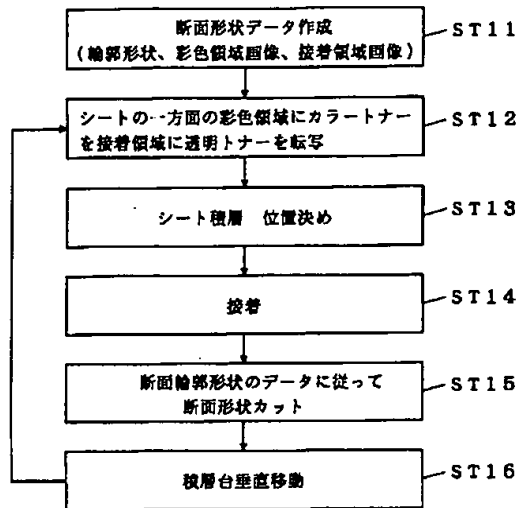 断面形状データ作成
(輪郭形状、彩色領域画像、接着領域画像)
ST11
シートの一方面の彩色領域にカラートナー
を接着領域に透明トナーを転写
ST12
シート積層 位置決め
ST13
接着
ST14
断面輪郭形状のデータに従って
断面形状カット
ST15
積層台垂直移動
ST16